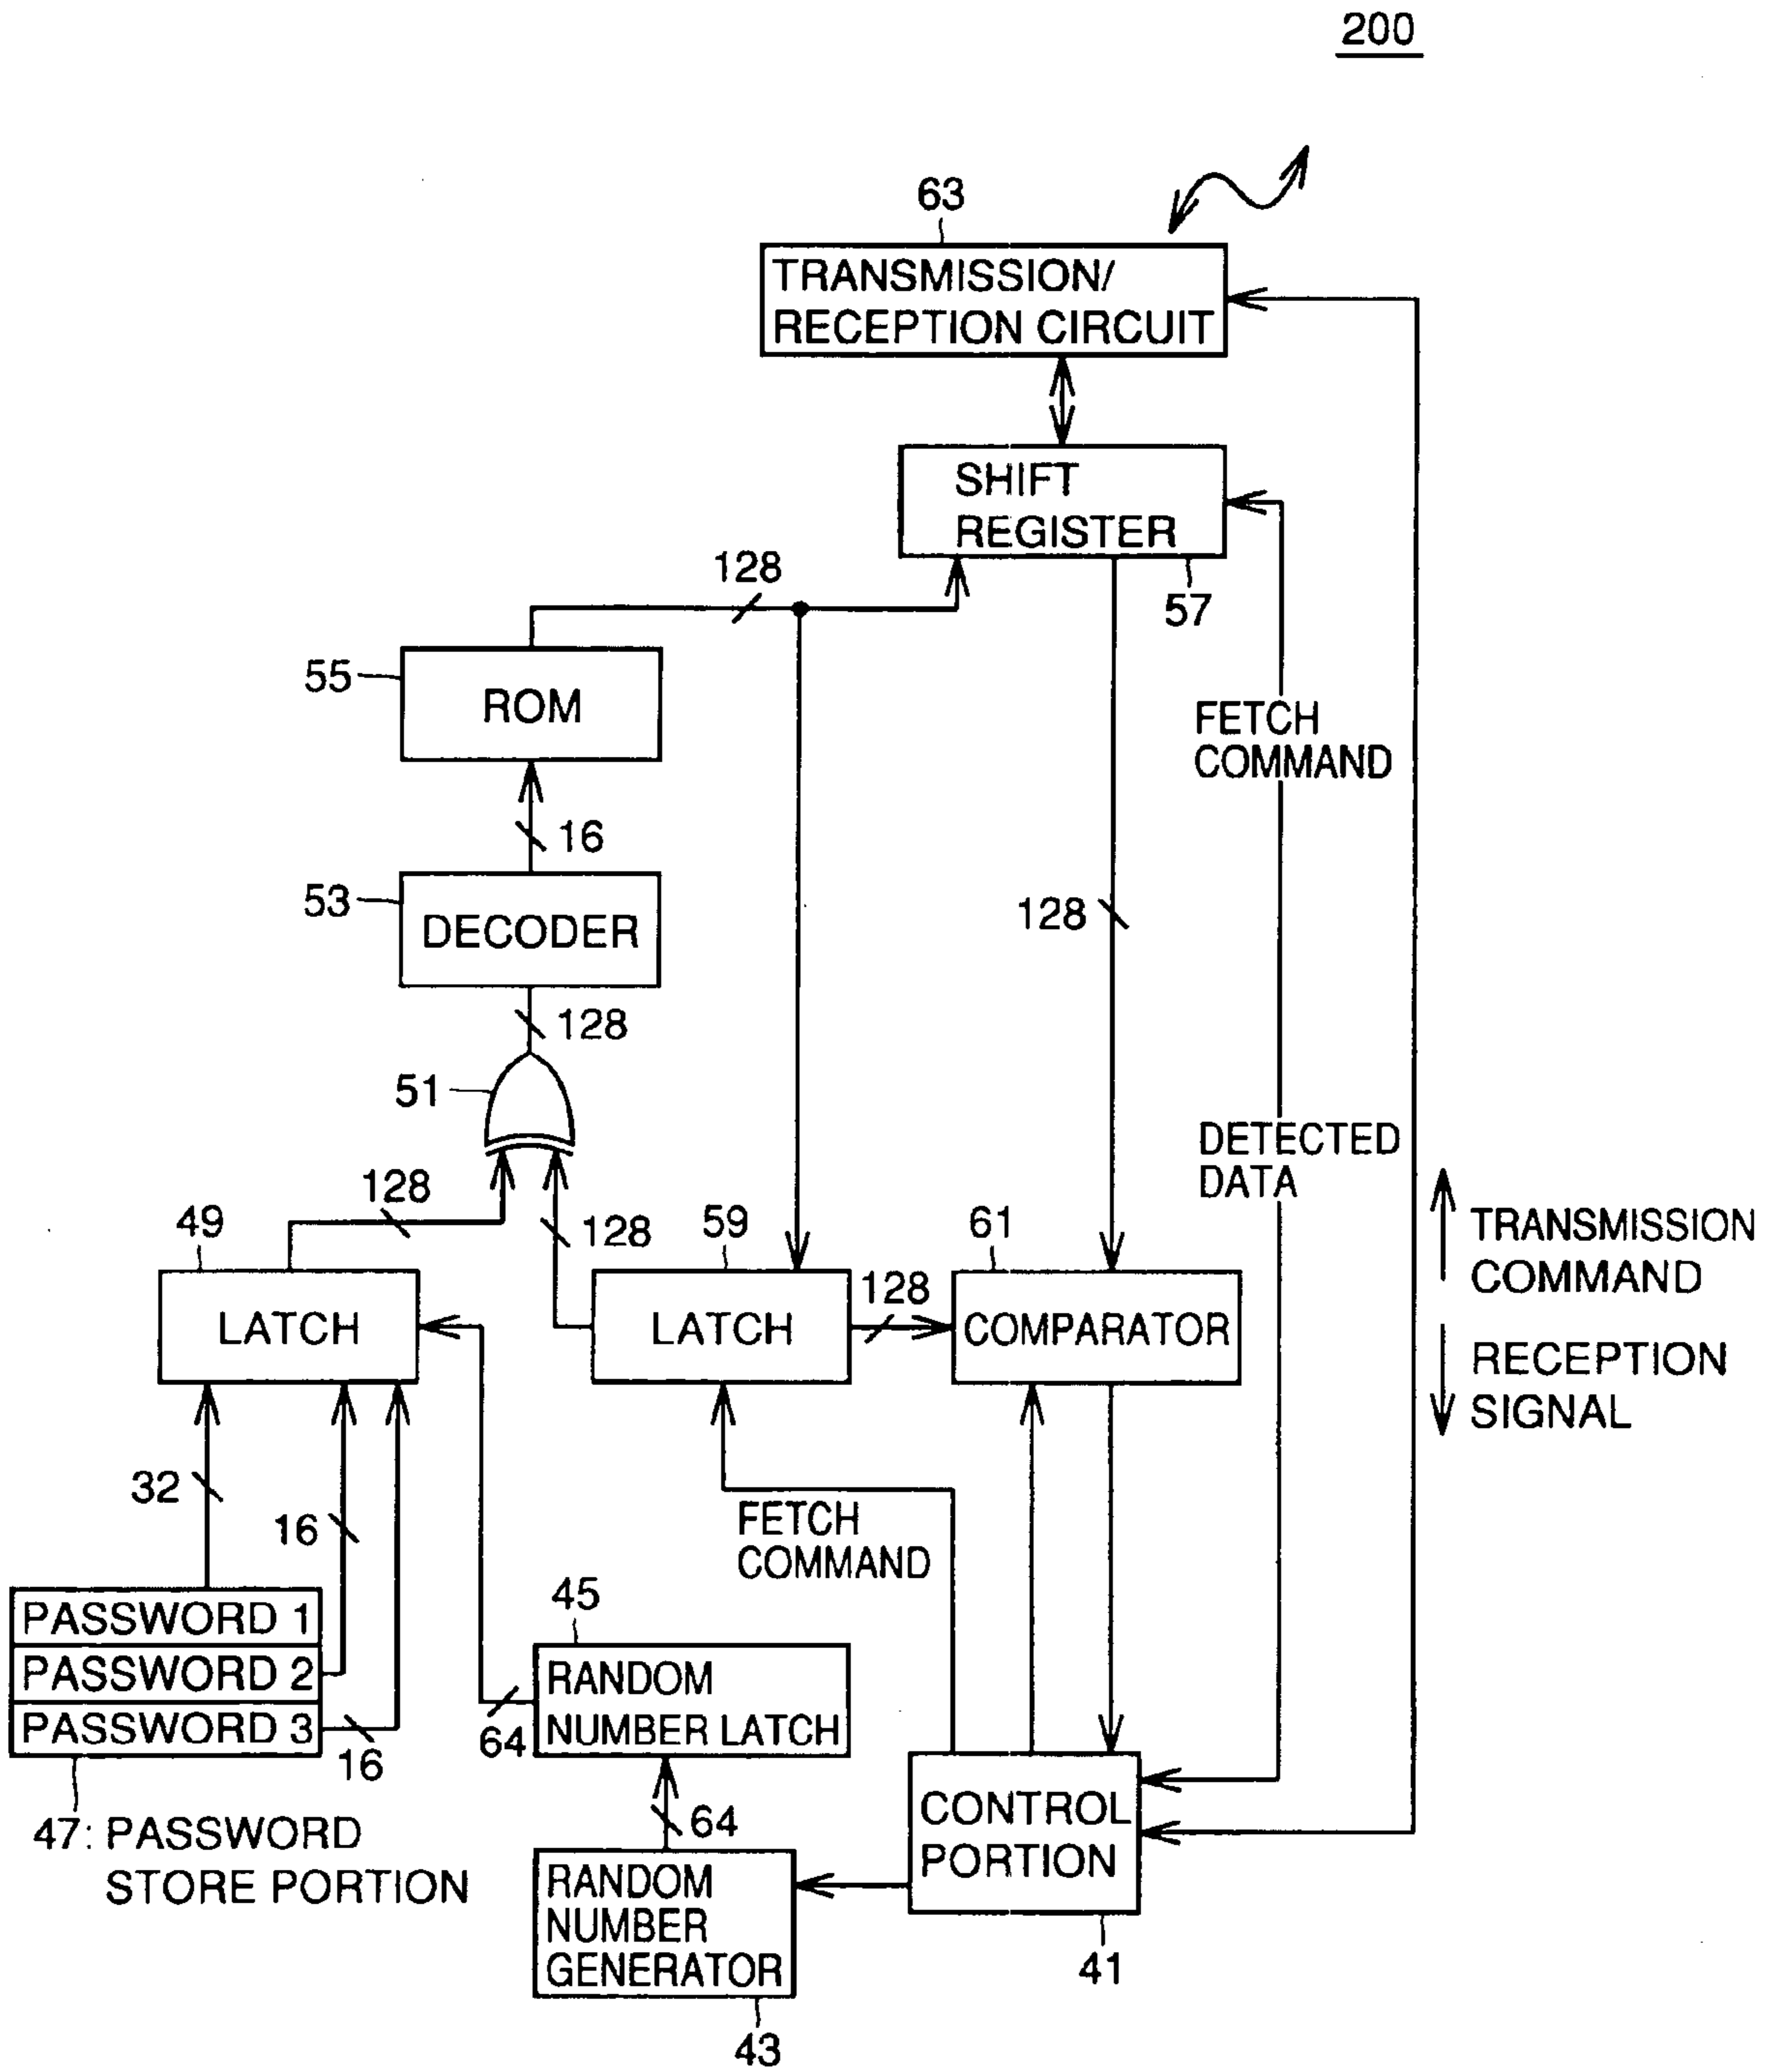 200
63
TRANSMISSION/
RECEPTION CIRCUIT
SHIFT
REGISTER
57
128
55
ROM
FETCH
COMMAND
16
53
DECODER
128
128
51
DETECTED
DATA
128
49
128
59
61
128
TRANSMISSION
COMMAND
LATCH
LATCH
COMPARATOR
RECEPTION
SIGNAL
32
16
FETCH
COMMAND
45
PASSWORD 1
PASSWORD 2
PASSWORD 3
16
64
RANDOM
NUMBER LATCH
47: PASSWORD
STORE PORTION
64
CONTROL
PORTION
41
RANDOM
NUMBER
GENERATOR
43